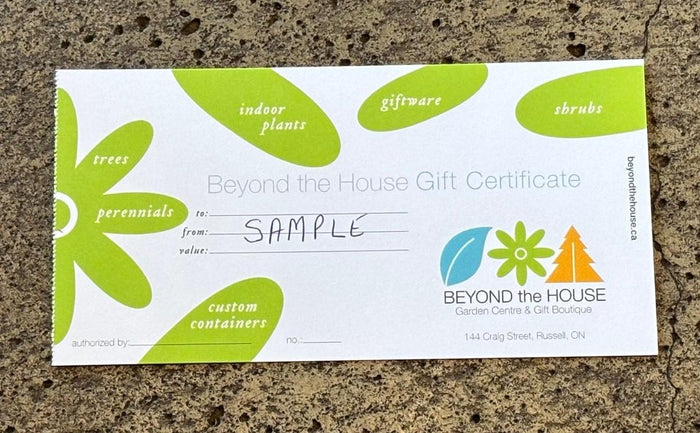 indoor
plants
giftware
shrubs
trees
perennials
Beyond the House Gift Certificate
to:
from:
SAMPLE
value:
beyondthehouse.ca
custom
containers
BEYOND the HOUSE
Garden Centre & Gift Boutique
authorized by:
no.:
144 Craig Street, Russell, ON